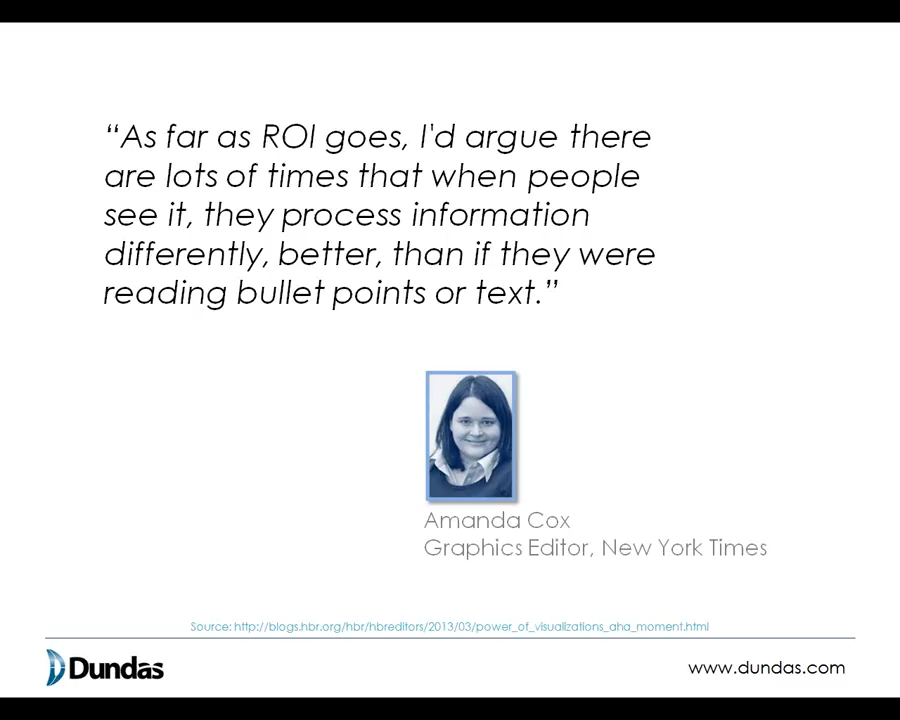 “As far as ROI goes, I'd argue there
are lots of times that when people
see it, they process information
differently, better, than if they were
reading bullet points or text.”
Amanda Cox
Graphics Editor, New York Times
Source: http://blogs.hbr.org/hbr/hbreditors/2013/03/power_of_visualizations_aha_moment.html
Dundas
www.dundas.com